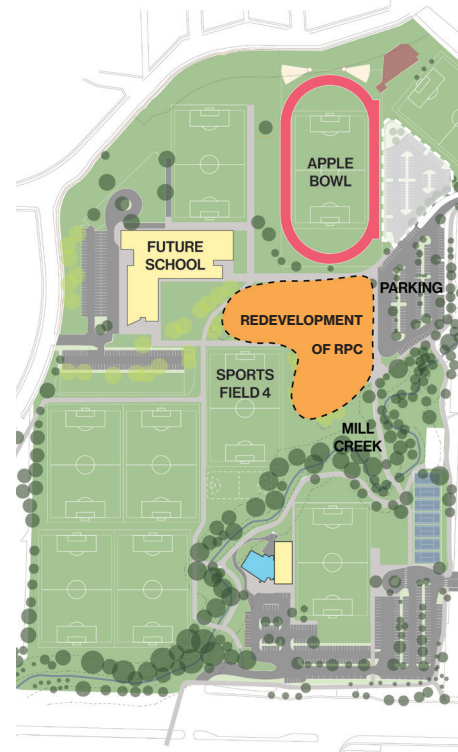 APPLE
BOWL
FUTURE
SCHOOL
PARKING
REDEVELOPMENT
OF RPC
SPORTS
FIELD 4
MILL
CREEK